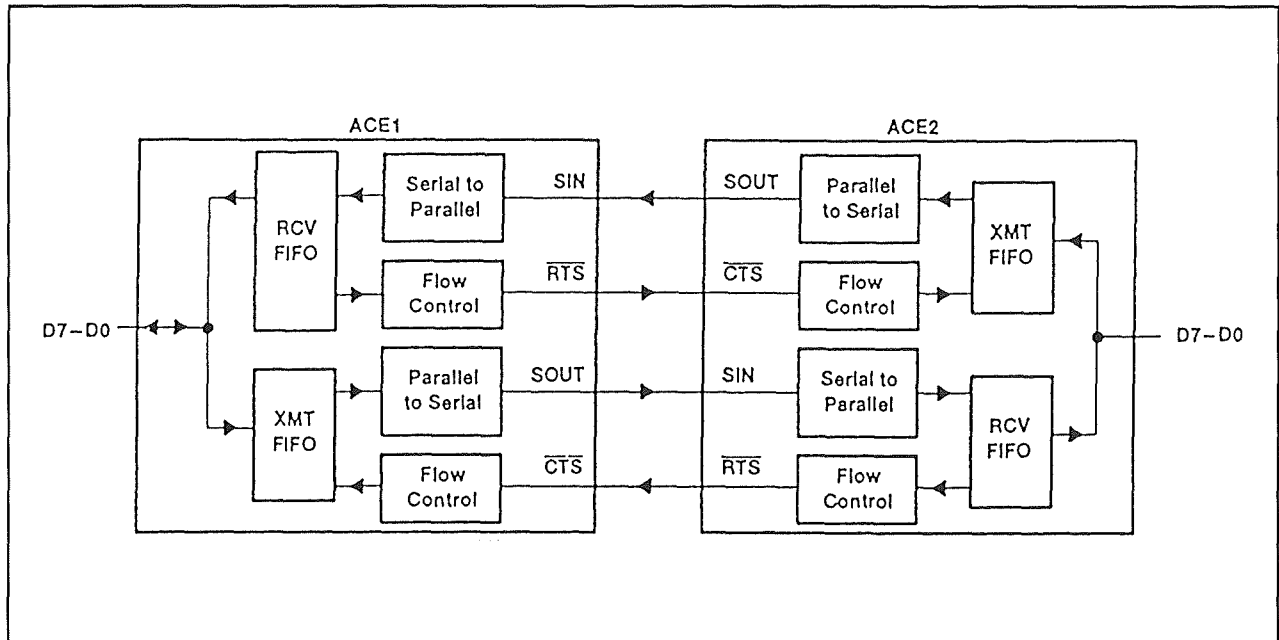 ACE1
ACE2
RCV
FIFO
Serial to
Parallel
SIN
SOUT
Parallel
to Serial
XMT
FIFO
Flow
Control
RTS
CTS
Flow
Control
D7–D0
D7–D0
XMT
FIFO
Parallel
to Serial
SOUT
SIN
Serial to
Parallel
RCV
FIFO
Flow
Control
CTS
RTS
Flow
Control